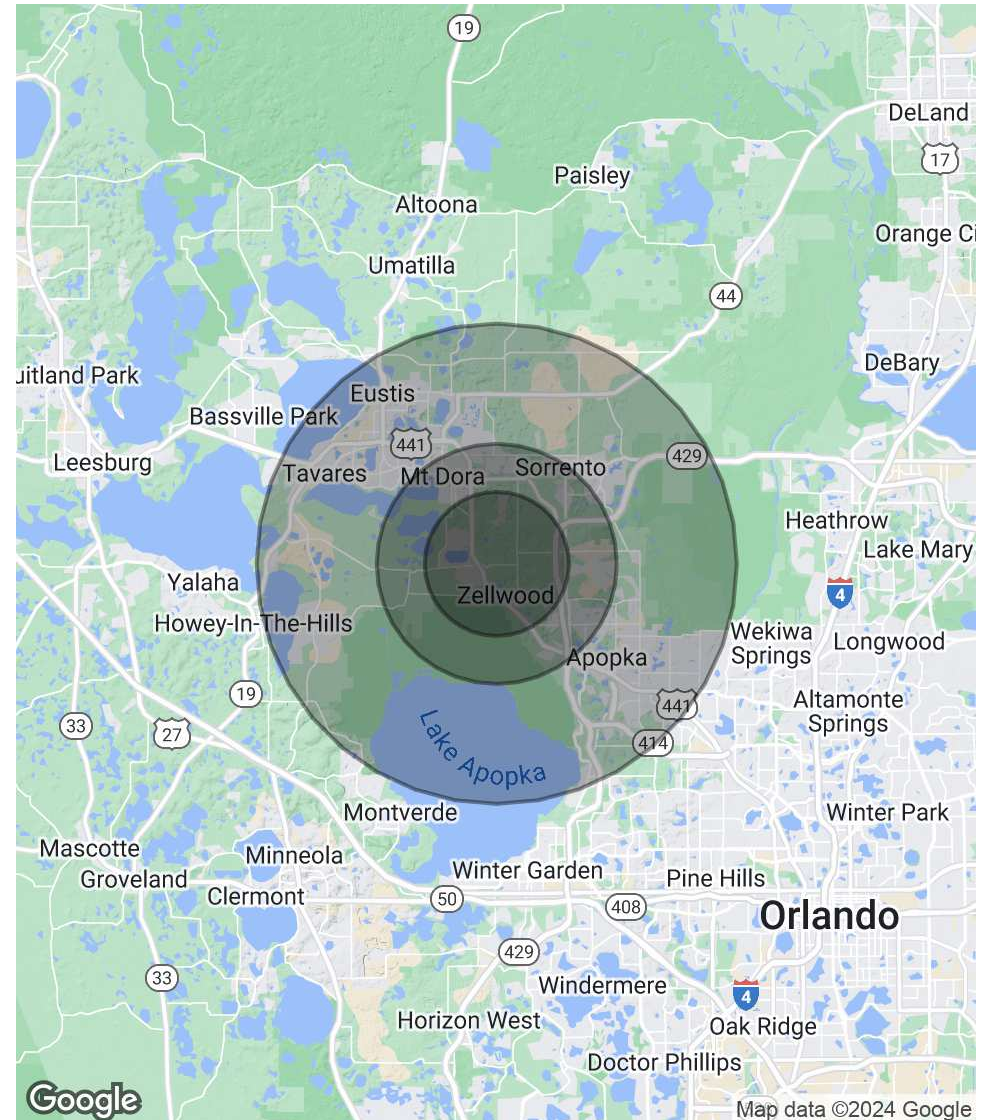 19
DeLand
17
Paisley
Altoona
Orange Ci
Umatilla
44
DeBary
uitland Park
Eustis
Bassville Park
441
429
Leesburg
Sorrento
Tavares
Mt Dora
Heathrow
Lake Mary
Yalaha
4
Zellwood
Howey-In-The-Hills
Wekiwa
Springs
Longwood
Apopka
19
441
Altamonte
Springs
33
27
414
Lake Apopka
Montverde
Winter Park
Mascotte
Minneola
Groveland
Winter Garden
Pine Hills
Clermont
50
408
Orlando
429
33
Windermere
4
Horizon West
Oak Ridge
Doctor Phillips
Google
Map data ©2024 Google